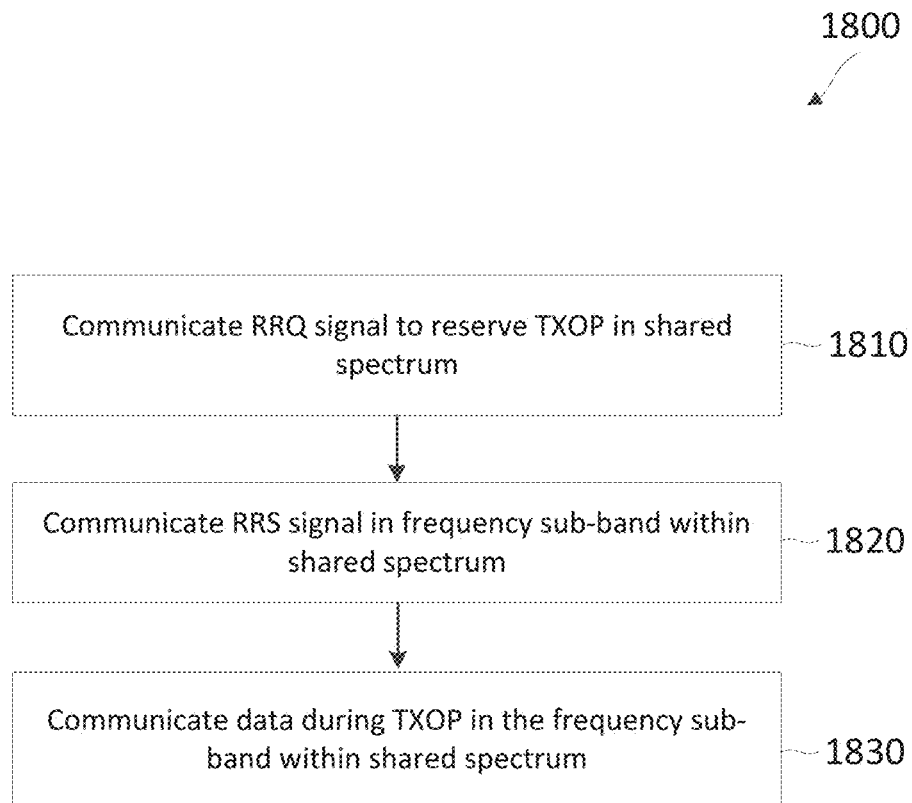 1800
Communicate RRQ signal to reserve TXOP in shared
spectrum
1810
Communicate RRS signal in frequency sub-band within
shared spectrum
1820
Communicate data during TXOP in the frequency sub-
band within shared spectrum
1830